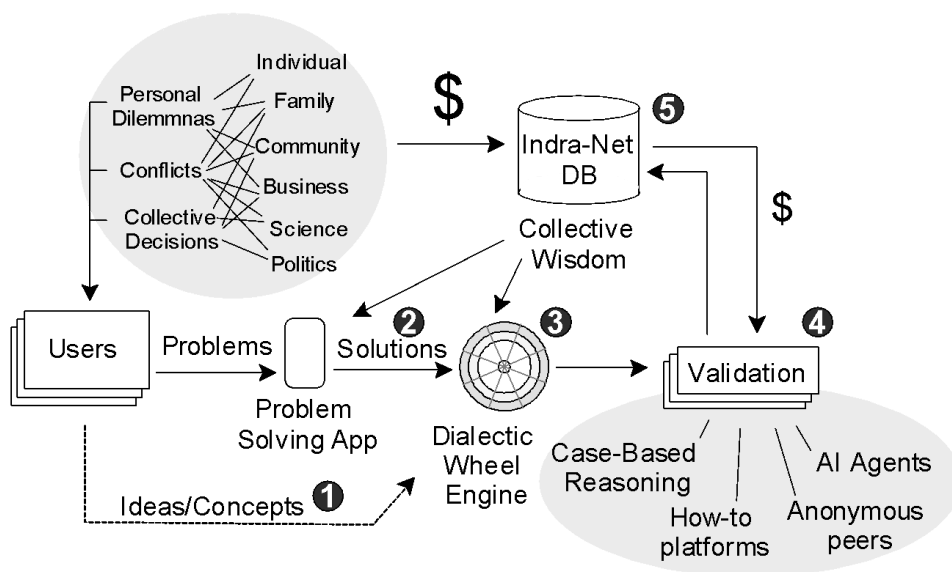 Individual
Personal
Dilemmnas
Family
Community
Conflicts
Business
Collective
Decisions
Science
Politics
$
Indra-Net
DB
5
$
Collective
Wisdom
Users
Problems
Problem
Solving App
Solutions
2
3
Dialectic
Wheel
Engine
4
Validation
Ideas/Concepts
1
Case-Based
Reasoning
How-to
platforms
Anonymous
peers
AI Agents